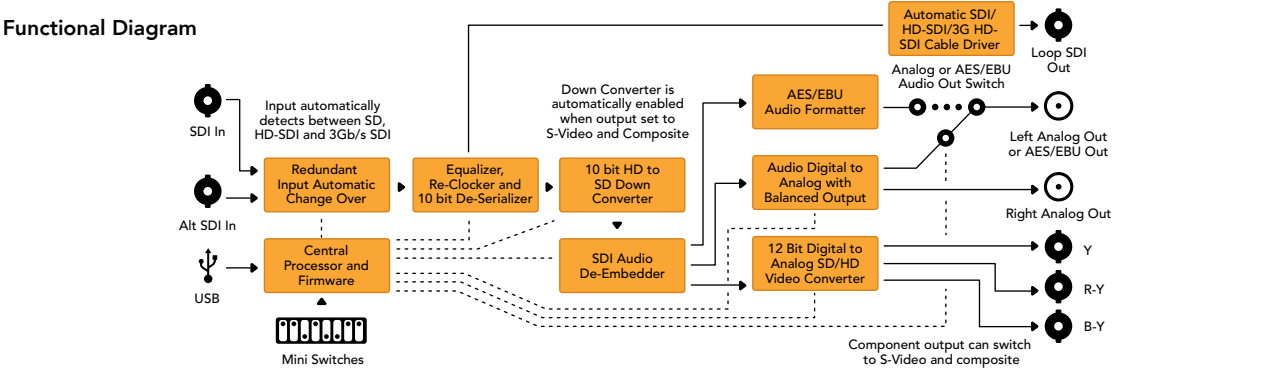 Functional Diagram
Automatic SDI/
HD-SDI/3G HD-
SDI Cable Driver
Loop SDI
Out
Analog or AES/EBU
Audio Out Switch
AES/EBU
Audio Formatter
Down Converter is
automatically enabled
when output set to
S-Video and Composite
Input automatically
detects between SD,
HD-SDI and 3Gb/s SDI
SDI In
Left Analog Out
or AES/EBU Out
Redundant
Input Automatic
Change Over
Equalizer,
Re-Clocker and
10 bit De-Serializer
10 bit HD to
SD Down
Converter
Audio Digital to
Analog with
Balanced Output
Alt SDI In
Right Analog Out
Central
Processor and
Firmware
SDI Audio
De-Embedder
12 Bit Digital to
Analog SD/HD
Video Converter
Y
R-Y
B-Y
USB
Mini Switches
Component output can switch
to S-Video and composite